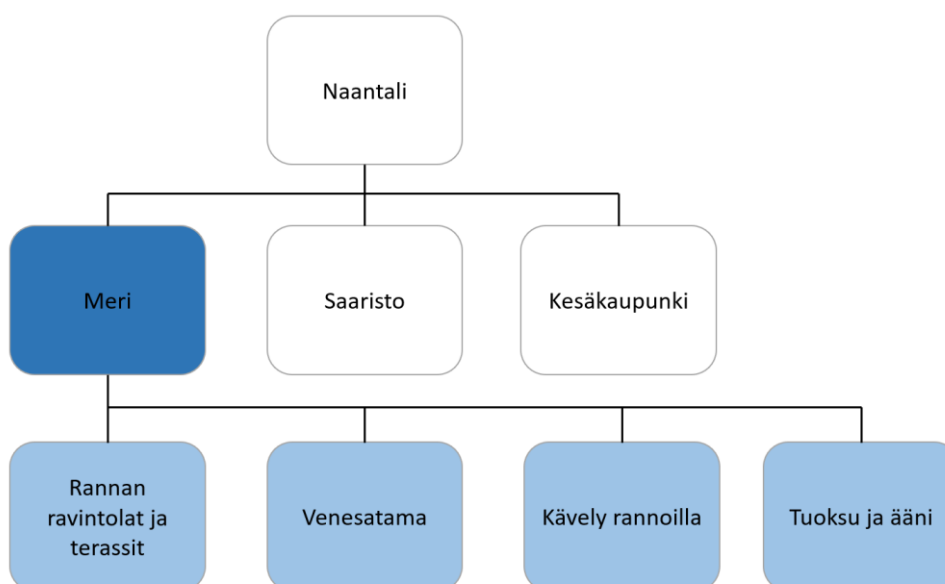 Naantali
Meri
Saaristo
Kesäkaupunki
Rannan
ravintolat ja
terassit
Venesatama
Kävely rannoilla
Tuoksu ja ääni